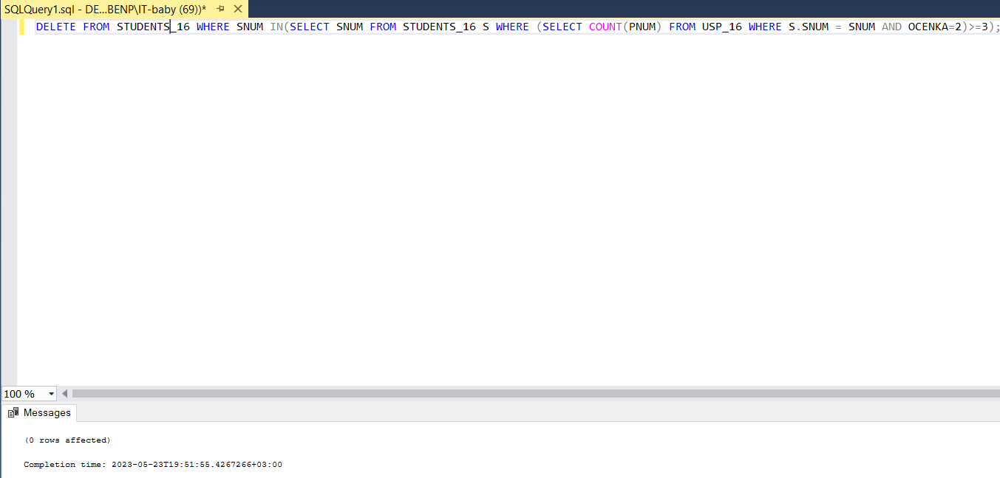 SQLQuery1.sql - DE...BENP\IT-baby (69))*
DELETE FROM STUDENTS_16 WHERE SNUM IN(SELECT SNUM FROM STUDENTS_16 S WHERE (SELECT COUNT(PNUM) FROM USP_16 WHERE S.SNUM = SNUM AND OCENKA=2)>=3);
100 %
Messages
(0 rows affected)
Completion time: 2023-05-23T19:51:55.4267266+03:00